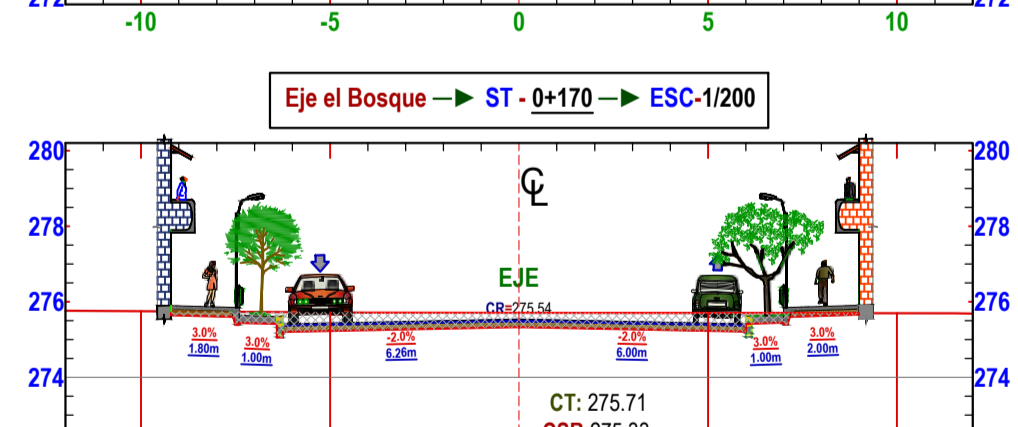 272 272
-10 -5 0 5 10
Eje el Bosque ST - 0+170 ESC-1/200
280 280
CL
278 278
EJE
276 276
CR=275.54
3.0% 3.0% -2.0% -2.0% 3.0% 3.0%
1.80m 1.00m 6.26m 6.00m 1.00m 2.00m
274 274
CT: 275.71